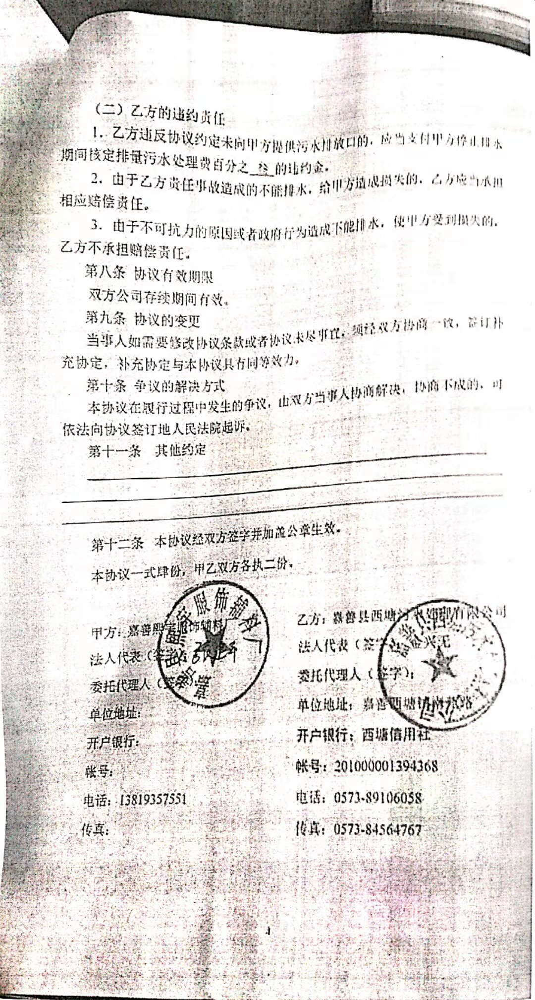 （二）乙方的违约责任
1．乙方违反协议约定未向甲方提供污水排放口的，应当支付甲方停止排水
期间核定排量污水处理费百分之 叁 的违约金。
2．由于乙方责任事故造成的不能排水，给甲方造成损失的，乙方应当承担
相应赔偿责任。
3．由于不可抗力的原因或者政府行为造成不能排水，使甲方受到损失的，
乙方不承担赔偿责任。
第八条 协议有效期限
双方公司存续期间有效。
第九条 协议的变更
当事人如需要修改协议条款或者协议未尽事宜，须经双方协商一致，签订补
充协定，补充协定与本协议具有同等效力。
第十条 争议的解决方式
本协议在履行过程中发生的争议，由双方当事人协商解决，协商不成的，可
依法向协议签订地人民法院起诉。
第十一条 其他约定
第十二条 本协议经双方签字并加盖公章生效。
本协议一式肆份，甲乙双方各执二份。
甲方：嘉善熙安服饰辅料厂
法人代表（签字）：
委托代理人（签字）：
单位地址：
开户银行：
帐号：
电话：13819357551
传真：
乙方：嘉善县西塘污水处理有限公司
法人代表（签字）：
委托代理人（签字）：
单位地址：嘉善西塘镇
开户银行：西塘信用社
帐号：201000001394368
电话：0573-89106058
传真：0573-84564767
4